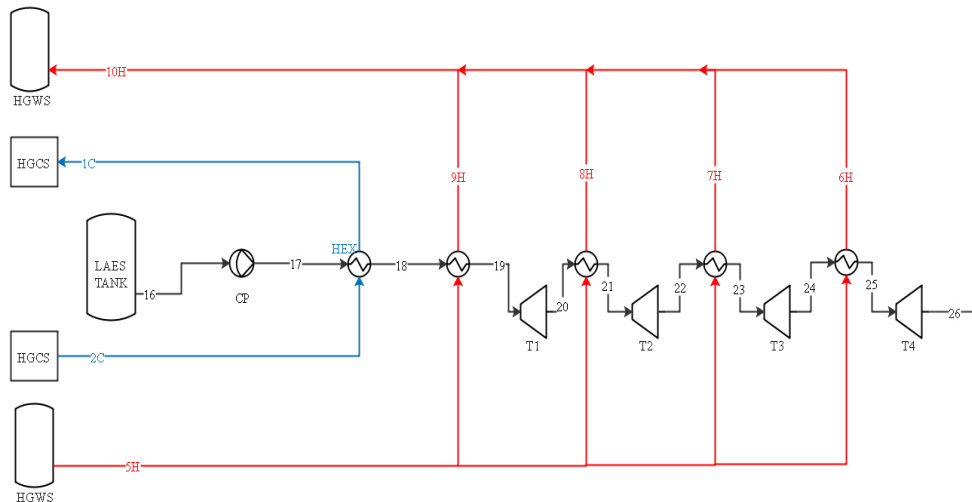 10H
HGWS
HGCS
1C
9H
8H
7H
6H
HEX
LAES
TANK
16
CP
17
18
19
20
21
22
23
24
25
26
T1
T2
T3
T4
HGCS
2C
5H
HGWS